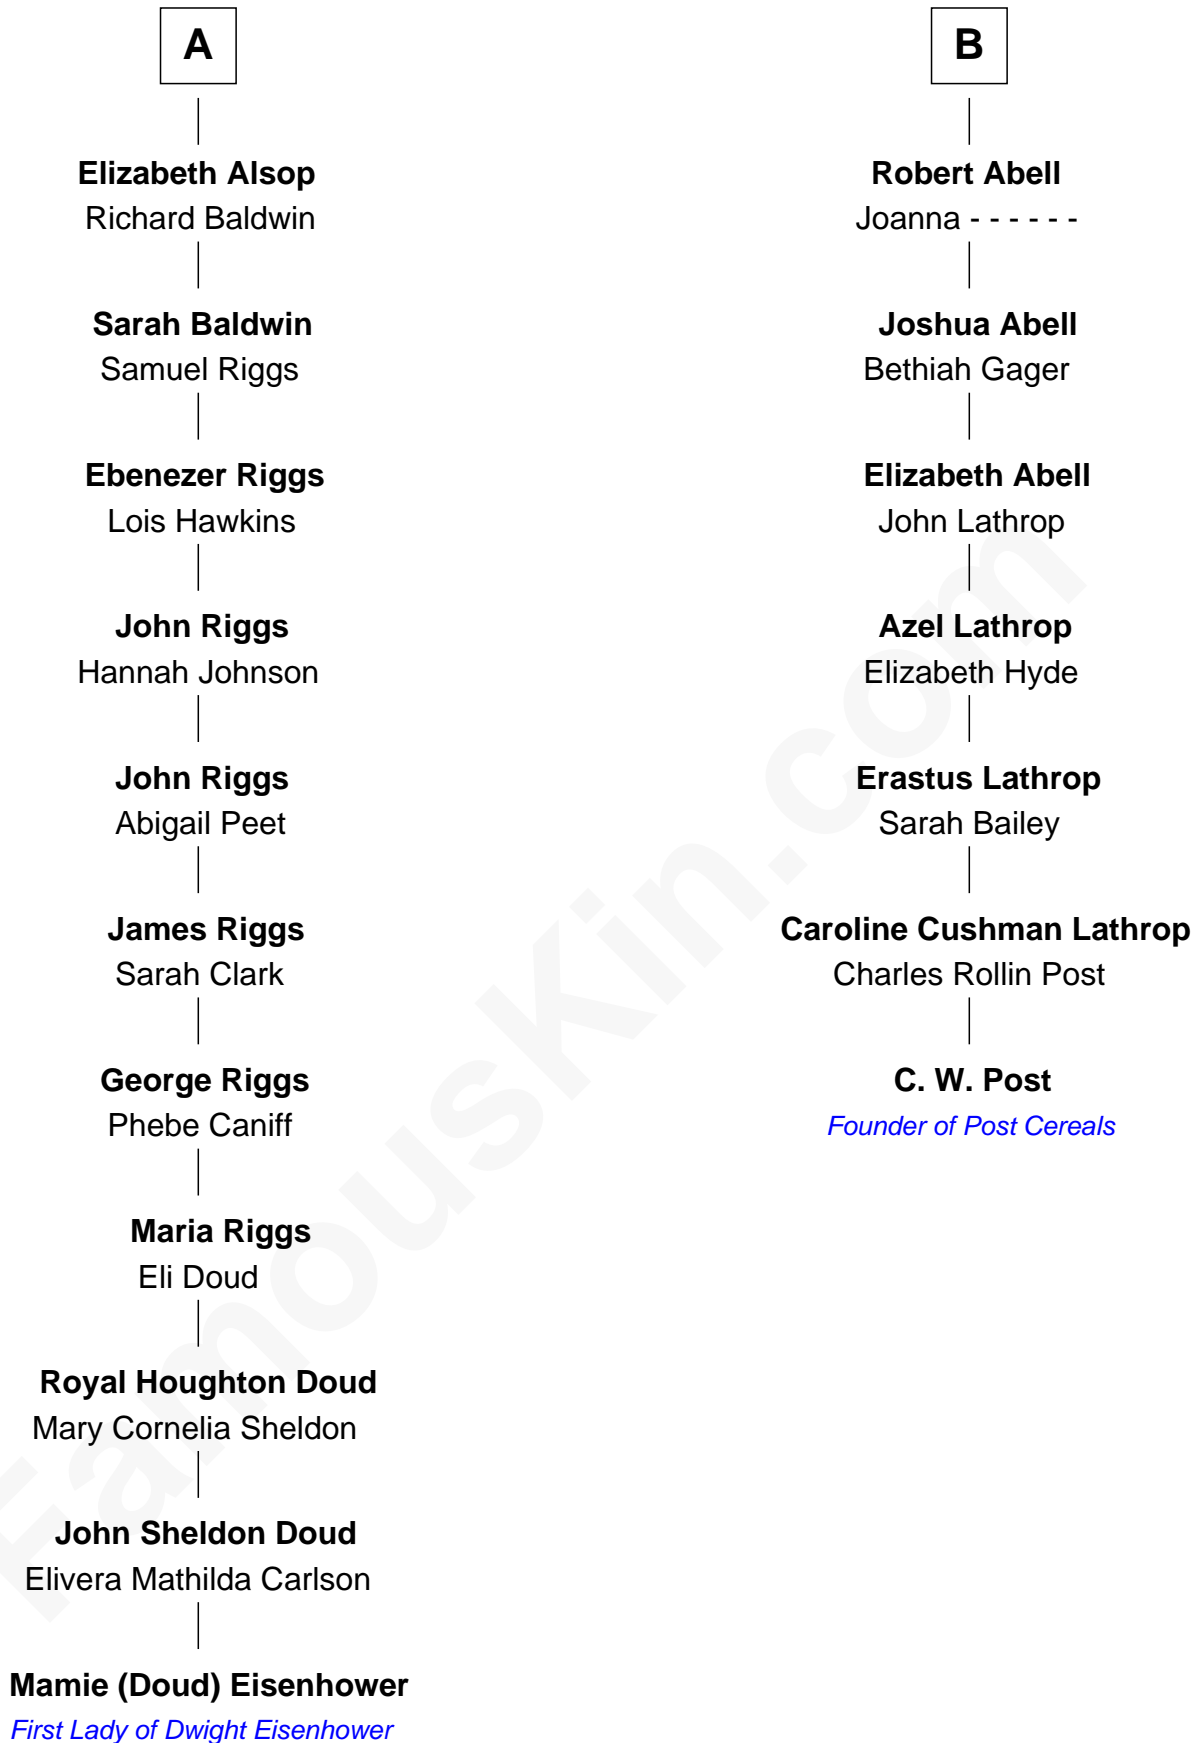 A
Elizabeth Alsop
Richard Baldwin
Sarah Baldwin
Samuel Riggs
Ebenezer Riggs
Lois Hawkins
John Riggs
Hannah Johnson
John Riggs
Abigail Peet
James Riggs
Sarah Clark
George Riggs
Phebe Caniff
Maria Riggs
Eli Doud
Royal Houghton Doud
Mary Cornelia Sheldon
John Sheldon Doud
Elivera Mathilda Carlson
Mamie (Doud) Eisenhower
First Lady of Dwight Eisenhower
B
Robert Abell
Joanna - - - - - -
Joshua Abell
Bethiah Gager
Elizabeth Abell
John Lathrop
Azel Lathrop
Elizabeth Hyde
Erastus Lathrop
Sarah Bailey
Caroline Cushman Lathrop
Charles Rollin Post
C. W. Post
Founder of Post Cereals
FamousKin.com